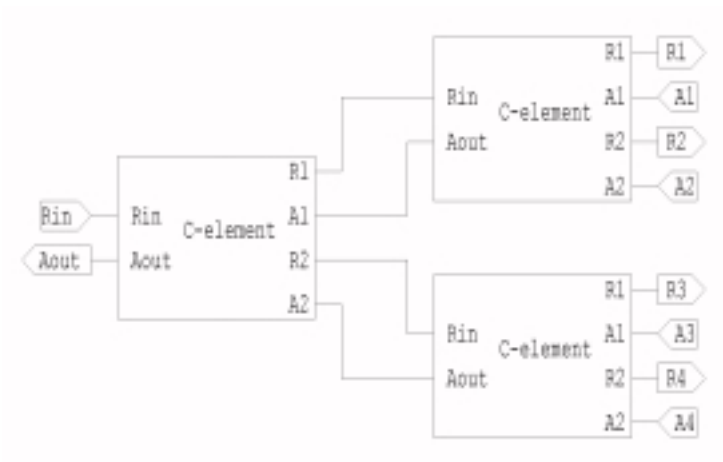 R1 R1
Rin A1 A1
C-element
Aout R2 R2
A2 A2
R1
Rin Rin A1
C-element
Aout Aout R2
A2
R1 R3
Rin A1 A3
C-element
Aout R2 R4
A2 A4